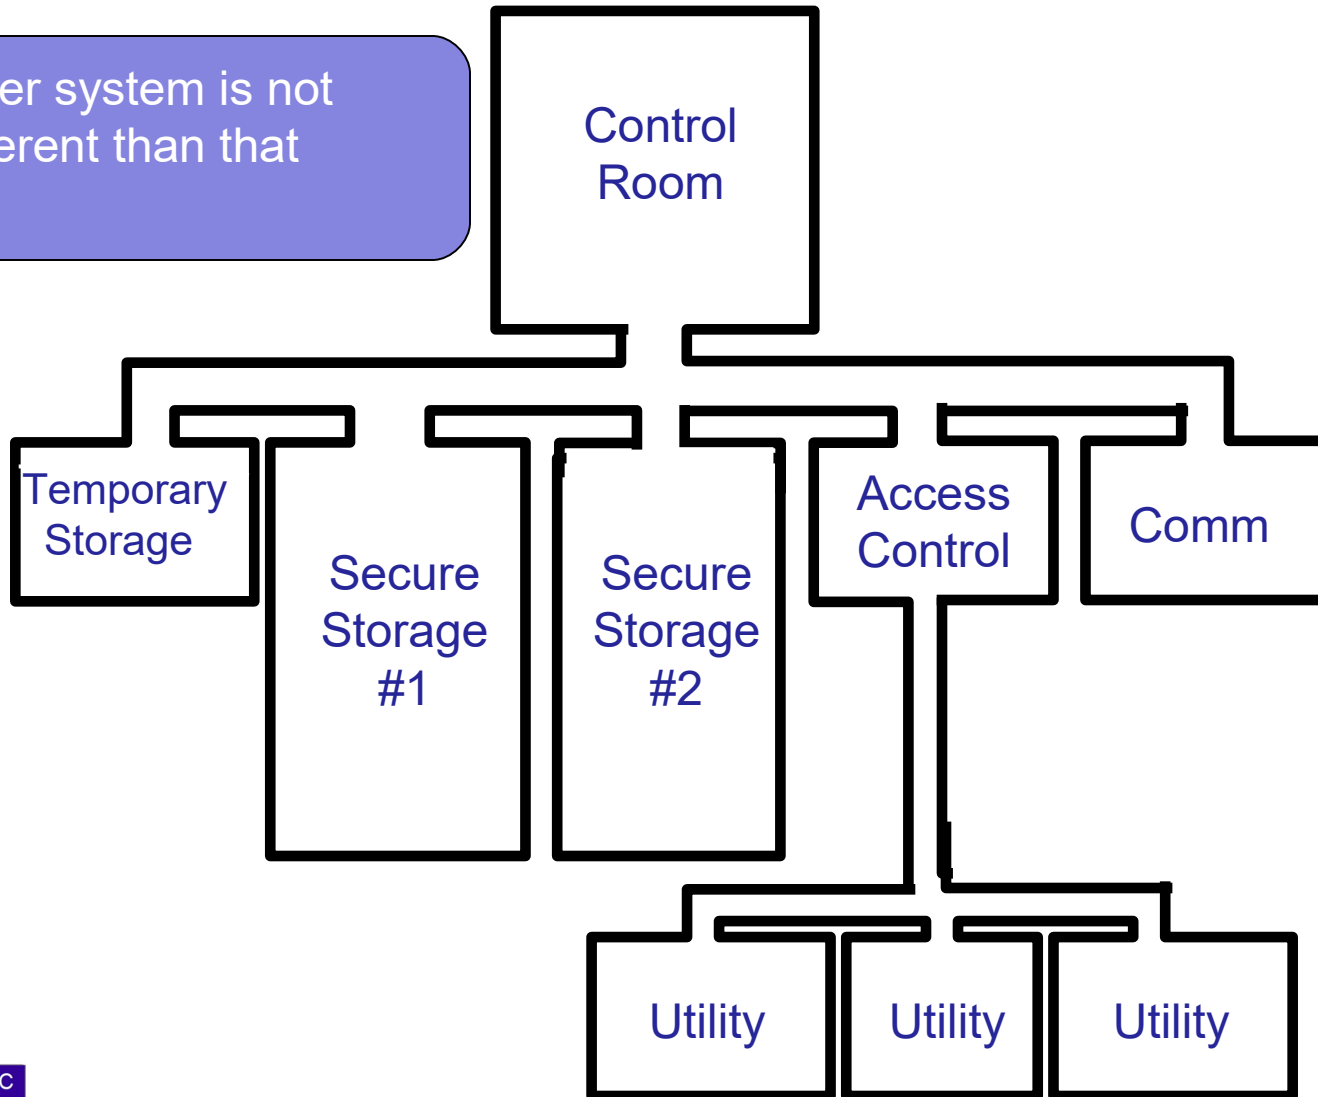 er system is not
erent than that
Control
Room
Temporary
Storage
Secure
Storage
#1
Secure
Storage
#2
Access
Control
Comm
Utility
Utility
Utility
C